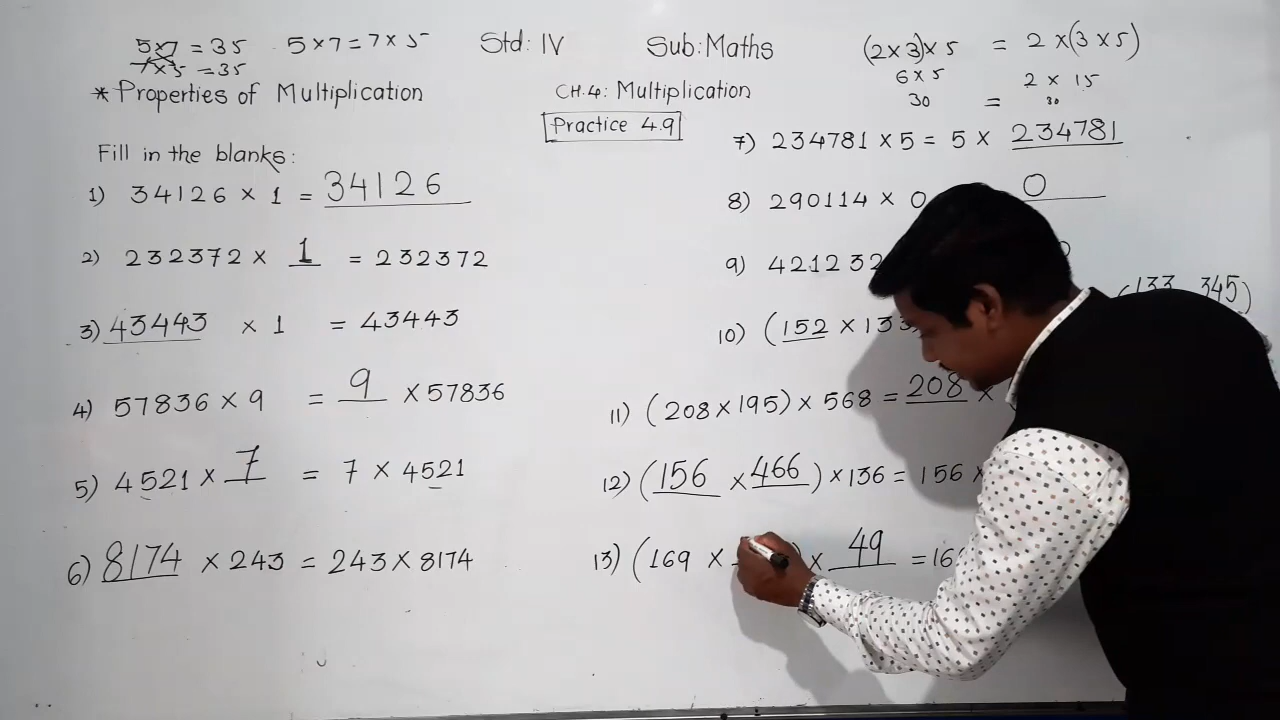 5×7 = 35 5×7 = 7×5 Std: IV Sub: Maths (2×3)×5 = 2×(3×5)
7×5 = 35 6×5 2 × 15
* Properties of Multiplication CH.4: Multiplication 30 = 30
Practice 4.9
Fill in the blanks:
1) 34126 × 1 = 34126
2) 232372 × 1 = 232372
3) 43443 × 1 = 43443
4) 57836 × 9 = 9 × 57836
5) 4521 × 7 = 7 × 4521
6) 8174 × 243 = 243 × 8174
7) 234781 × 5 = 5 × 234781
8) 290114 × 0 0
9) 421232
10) (152 × 133 (133 345)
11) (208×195) × 568 = 208 ×
12) (156 × 466) × 136 = 156 ×
13) (169 × ) × 49 =